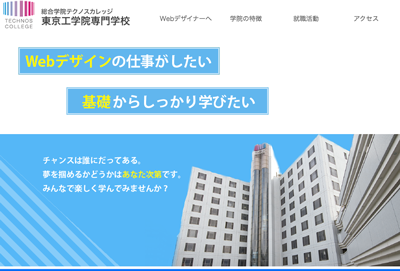 TECHNOS
COLLEGE
総合学院テクノスカレッジ
東京工学院専門学校
Webデザイナーへ
学院の特徴
就職活動
アクセス
Webデザインの仕事がしたい
基礎からしっかり学びたい
チャンスは誰にだってある、
夢を掴めるかどうかはあなた次第です。
みんなで楽しく学んでみませんか？